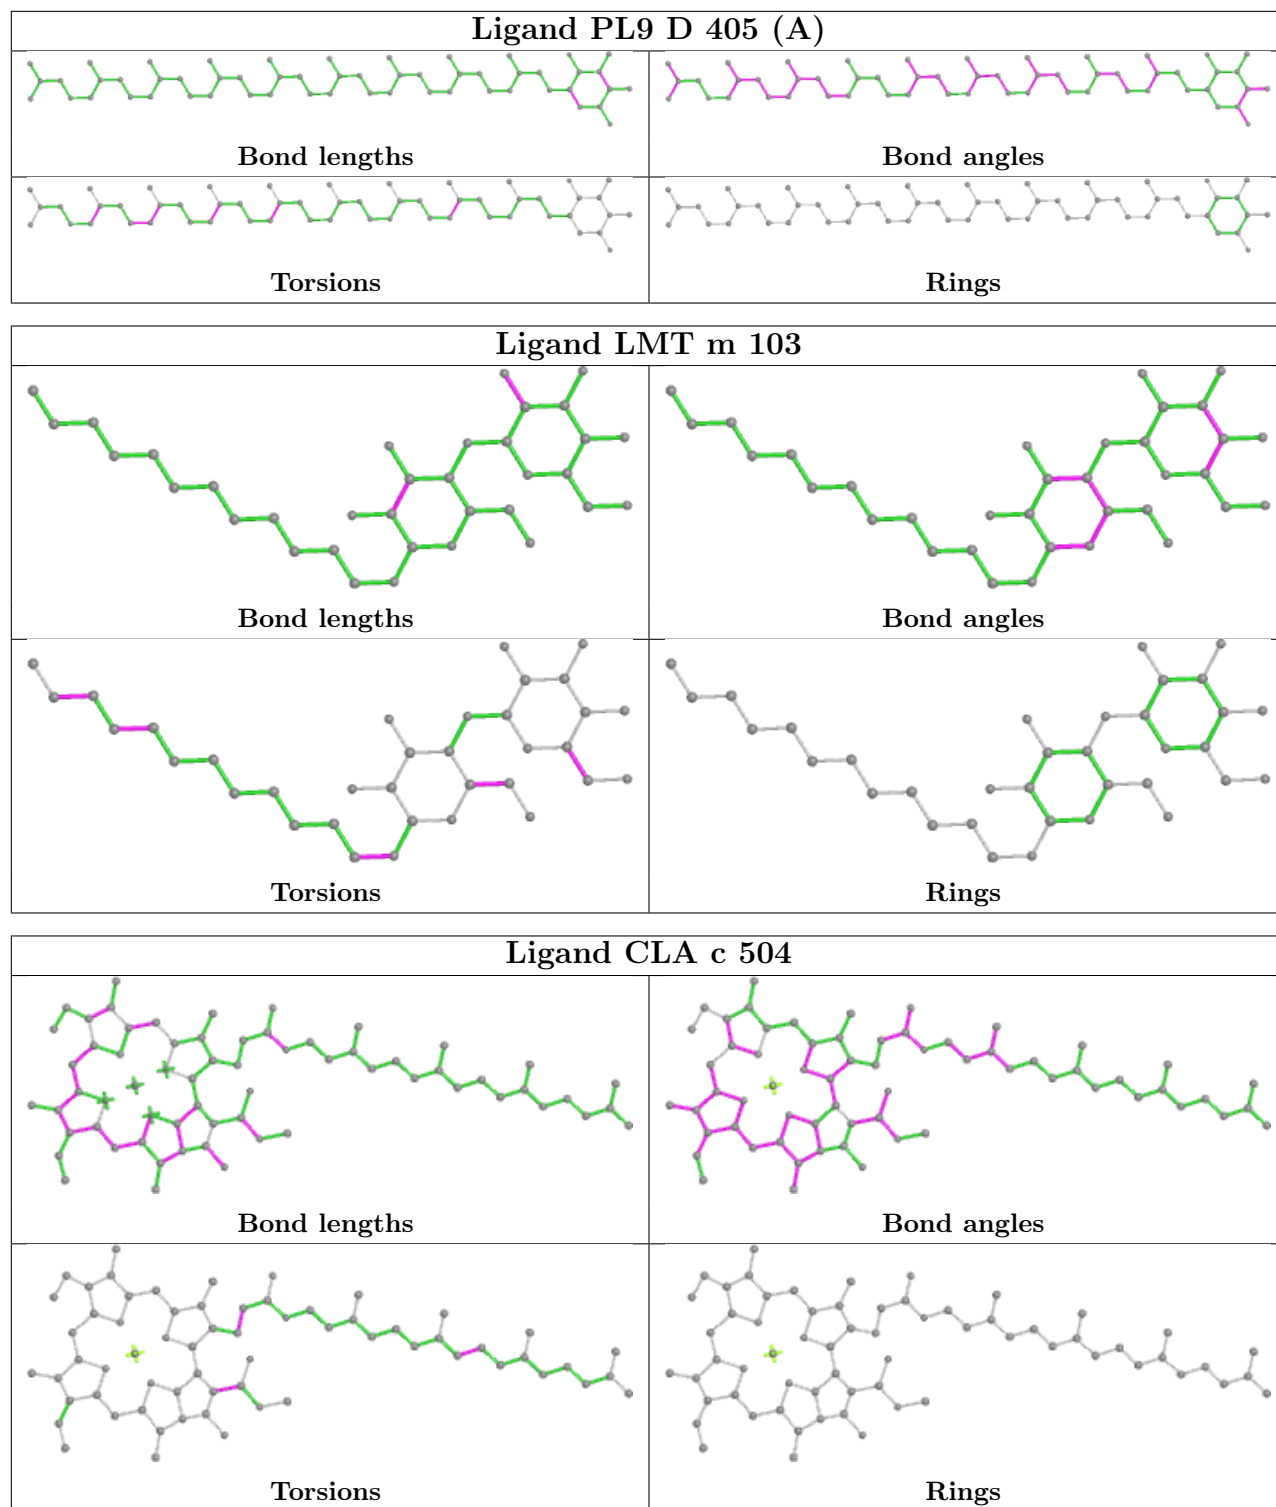 Ligand PL9 D 405 (A)
Bond lengths
Bond angles
Torsions
Rings
Ligand LMT m 103
Bond lengths
Bond angles
Torsions
Rings
Ligand CLA c 504
Bond lengths
Bond angles
Torsions
Rings